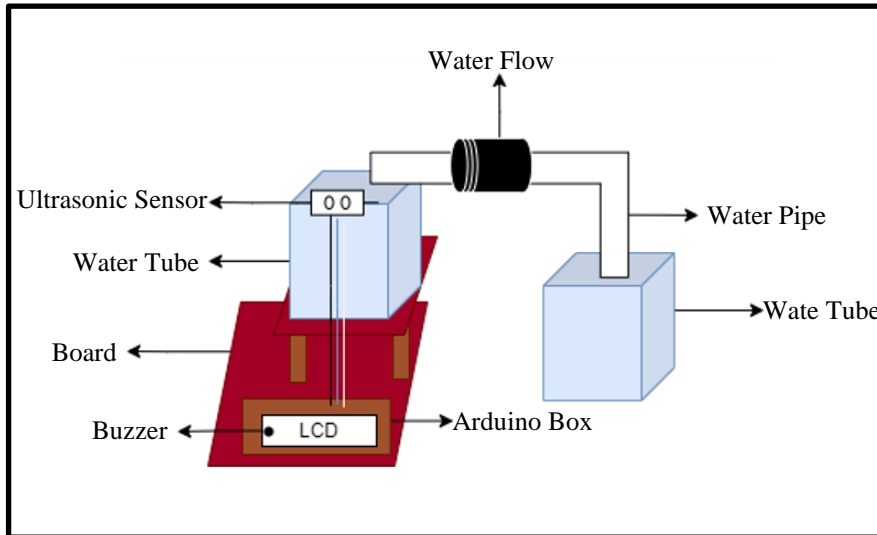 Water Flow
Ultrasonic Sensor
0 0
Water Pipe
Water Tube
Wate Tube
Board
Buzzer
LCD
Arduino Box